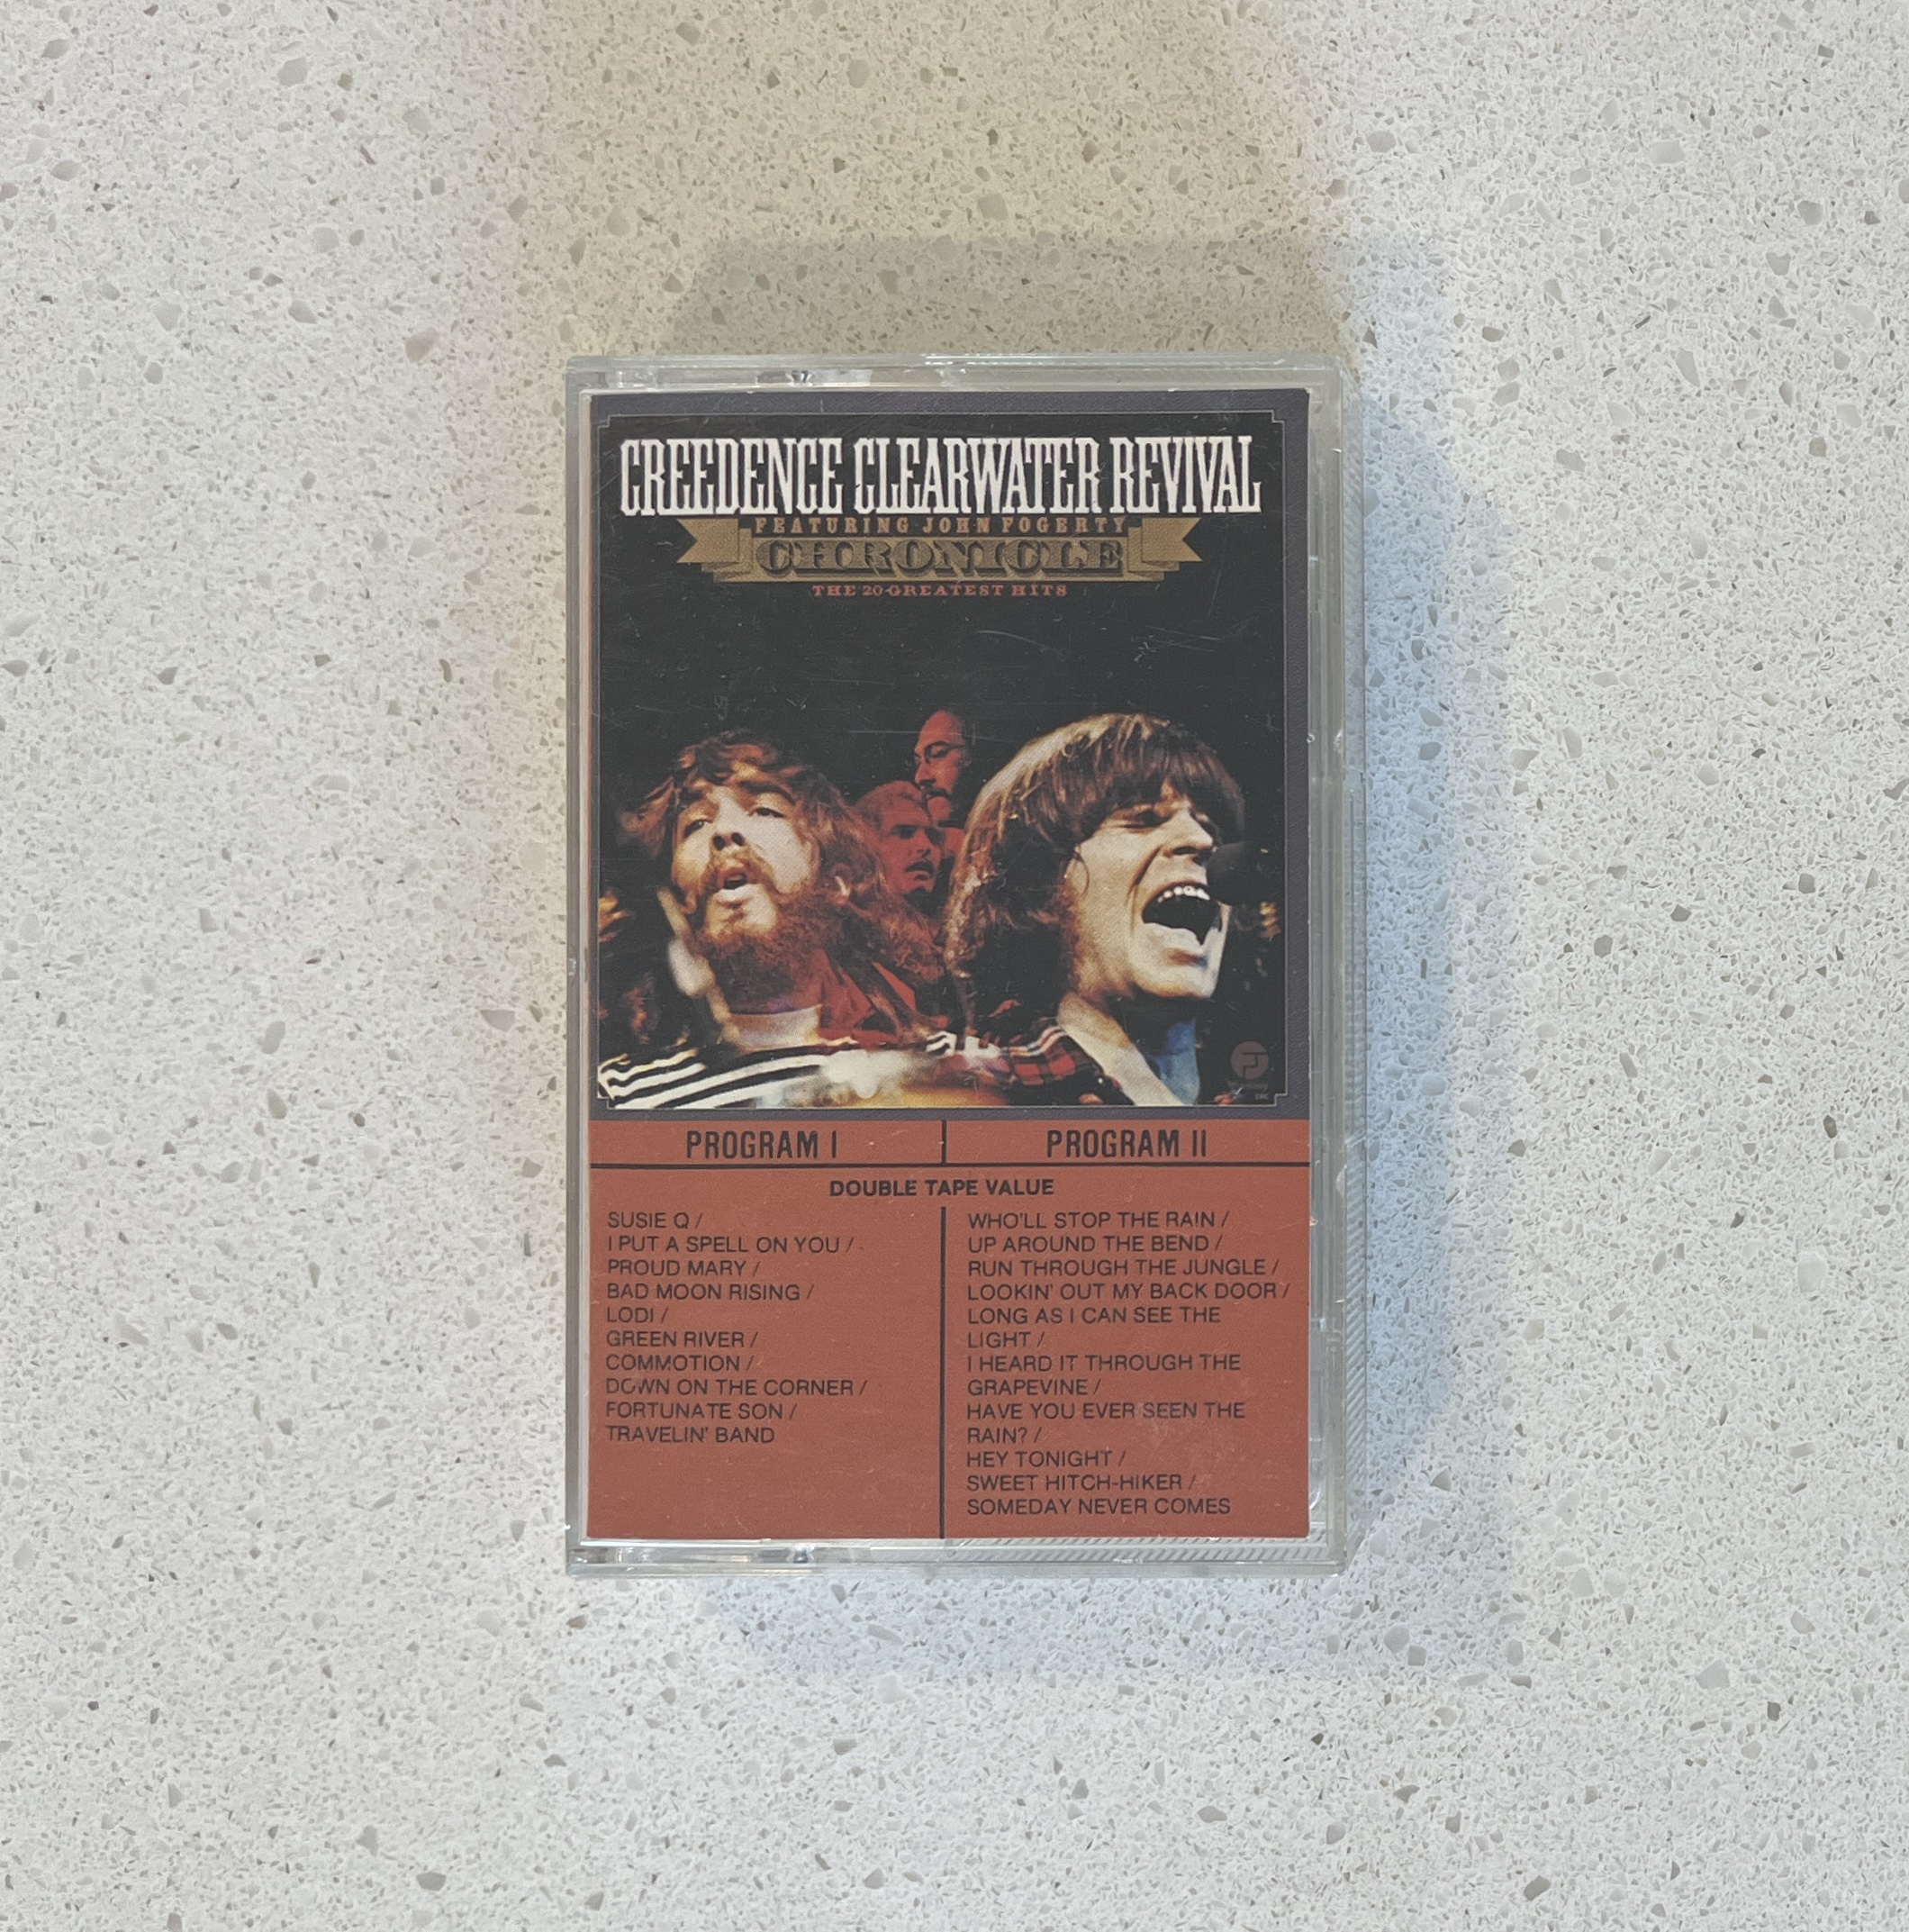 CREEDENCE CLEARWATER REVIVAL
FEATURING JOHN FOGERTY
CHRONICLE
THE 20 GREATEST HITS
PROGRAM I
PROGRAM II
DOUBLE TAPE VALUE
SUSIE Q /
I PUT A SPELL ON YOU /
PROUD MARY /
BAD MOON RISING /
LODI /
GREEN RIVER /
COMMOTION /
DOWN ON THE CORNER /
FORTUNATE SON /
TRAVELIN' BAND
WHO'LL STOP THE RAIN /
UP AROUND THE BEND /
RUN THROUGH THE JUNGLE /
LOOKIN' OUT MY BACK DOOR /
LONG AS I CAN SEE THE
LIGHT /
I HEARD IT THROUGH THE
GRAPEVINE /
HAVE YOU EVER SEEN THE
RAIN? /
HEY TONIGHT /
SWEET HITCH-HIKER /
SOMEDAY NEVER COMES